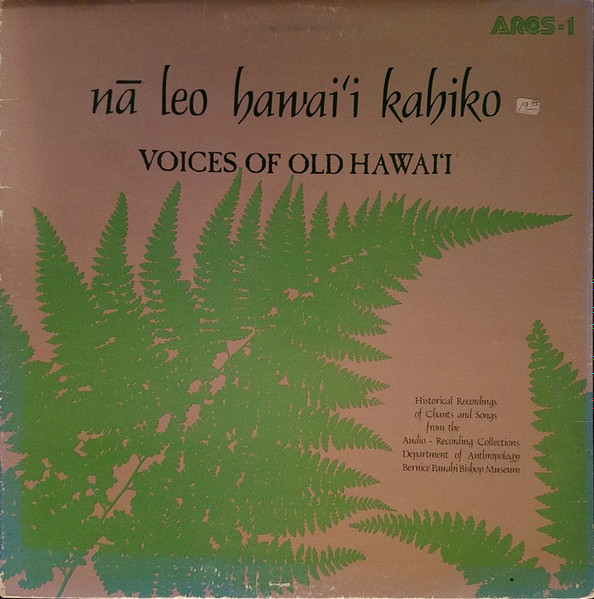 ARCS-1
nā leo hawai‘i kahiko
19.95
VOICES OF OLD HAWAI‘I
Historical Recordings
of Chants and Songs
from the
Audio - Recording Collections
Department of Anthropology
Bernice Pauahi Bishop Museum